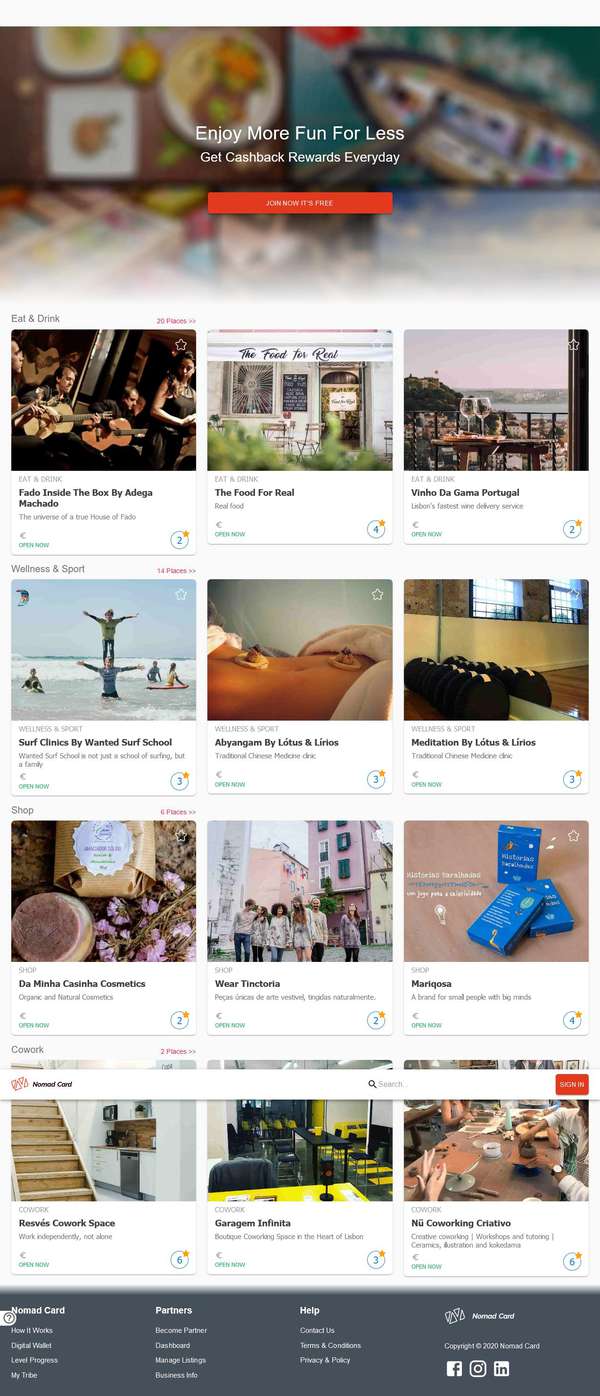 Enjoy More Fun For Less
Get Cashback Rewards Everyday
JOIN NOW IT'S FREE
Eat & Drink
20 Places >>
The Food for Real
EAT & DRINK
Fado Inside The Box By Adega
Machado
The universe of a true House of Fado
€
OPEN NOW
2
EAT & DRINK
The Food For Real
Real food
€
OPEN NOW
4
EAT & DRINK
Vinho Da Gama Portugal
Lisbon's fastest wine delivery service
€
OPEN NOW
2
Wellness & Sport
14 Places >>
WELLNESS & SPORT
Surf Clinics By Wanted Surf School
Wanted Surf School is not just a school of surfing, but
a family
€
OPEN NOW
3
WELLNESS & SPORT
Abyangam By Lótus & Lírios
Traditional Chinese Medicine clinic
€
OPEN NOW
3
WELLNESS & SPORT
Meditation By Lótus & Lírios
Traditional Chinese Medicine clinic
€
OPEN NOW
3
Shop
6 Places >>
Histórias
Baralhadas
um jogo para a criatividade
Histórias
Baralhadas
SHOP
Da Minha Casinha Cosmetics
Organic and Natural Cosmetics
€
OPEN NOW
2
SHOP
Wear Tinctoria
Peças únicas de arte vestivel, tingidas naturalmente.
€
OPEN NOW
2
SHOP
Mariqosa
A brand for small people with big minds
€
OPEN NOW
4
Cowork
2 Places >>
Nomad Card
Search...
SIGN IN
COWORK
Resvés Cowork Space
Work independently, not alone
€
OPEN NOW
6
COWORK
Garagem Infinita
Boutique Coworking Space in the Heart of Lisbon
€
OPEN NOW
3
COWORK
Nü Coworking Criativo
Creative coworking | Workshops and tutoring |
Ceramics, illustration and kokedama
€
OPEN NOW
6
Nomad Card
How It Works
Digital Wallet
Level Progress
My Tribe
Partners
Become Partner
Dashboard
Manage Listings
Business Info
Help
Contact Us
Terms & Conditions
Privacy & Policy
Nomad Card
Copyright © 2020 Nomad Card